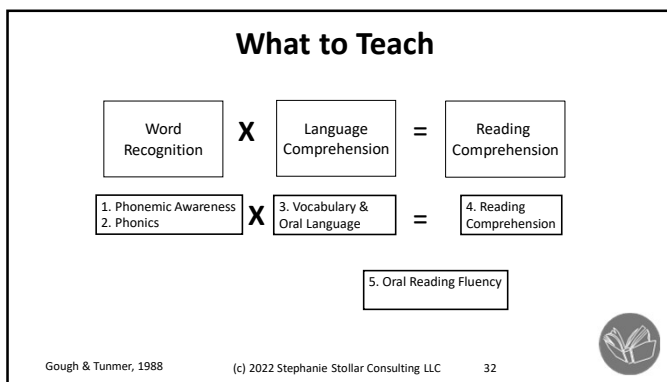 What to Teach
Word
Recognition
X
Language
Comprehension
=
Reading
Comprehension
1. Phonemic Awareness
2. Phonics
X
3. Vocabulary &
Oral Language
=
4. Reading
Comprehension
5. Oral Reading Fluency
Gough & Tunmer, 1988
(c) 2022 Stephanie Stollar Consulting LLC
32